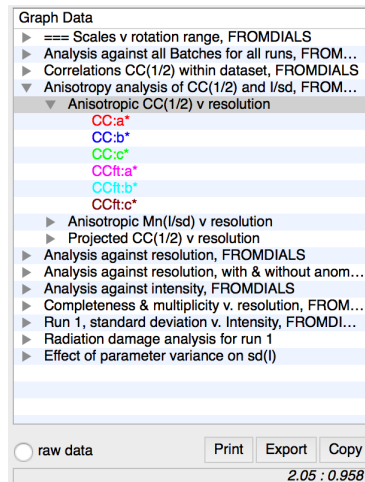 Graph Data
=== Scales v rotation range, FROMDIALS
Analysis against all Batches for all runs, FROM...
Correlations CC(1/2) within dataset, FROMDIALS
Anisotropy analysis of CC(1/2) and I/sd, FROM...
Anisotropic CC(1/2) v resolution
CC:a*
CC:b*
CC:c*
CCft:a*
CCft:b*
CCft:c*
Anisotropic Mn(I/sd) v resolution
Projected CC(1/2) v resolution
Analysis against resolution, FROMDIALS
Analysis against resolution, with & without anom...
Analysis against intensity, FROMDIALS
Completeness & multiplicity v. resolution, FROM...
Run 1, standard deviation v. Intensity, FROMDI...
Radiation damage analysis for run 1
Effect of parameter variance on sd(I)
raw data Print Export Copy
2.05 : 0.958